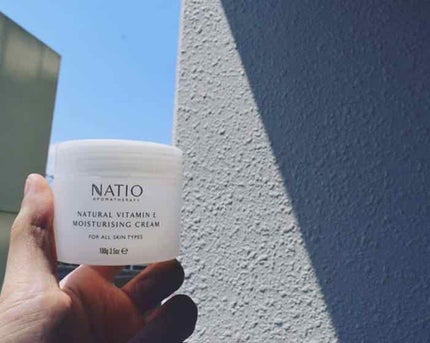 NATIO
AROMATHERAPY
NATURAL VITAMIN E
MOISTURISING CREAM
FOR ALL SKIN TYPES
100g 3.5oz ℮